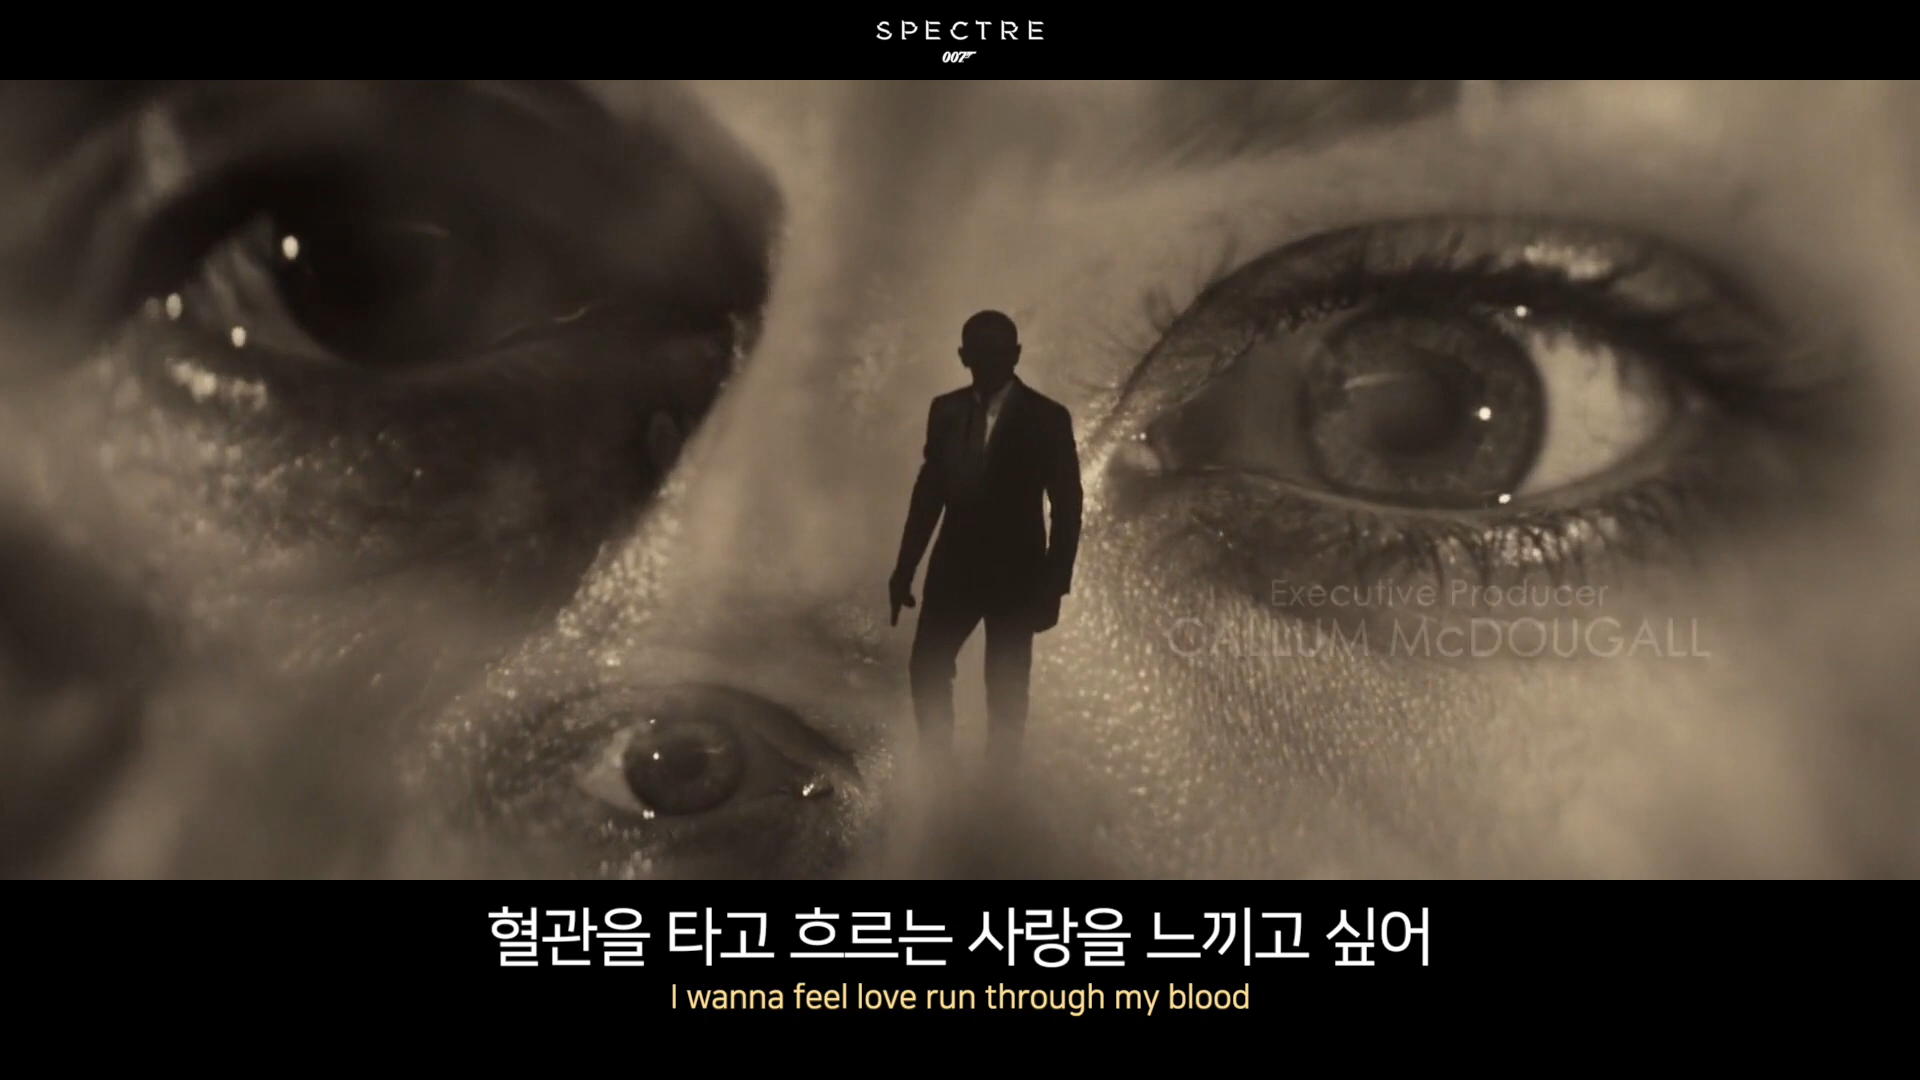 SPECTRE
007
Executive Producer
CALLUM McDOUGALL
혈관을 타고 흐르는 사랑을 느끼고 싶어
I wanna feel love run through my blood